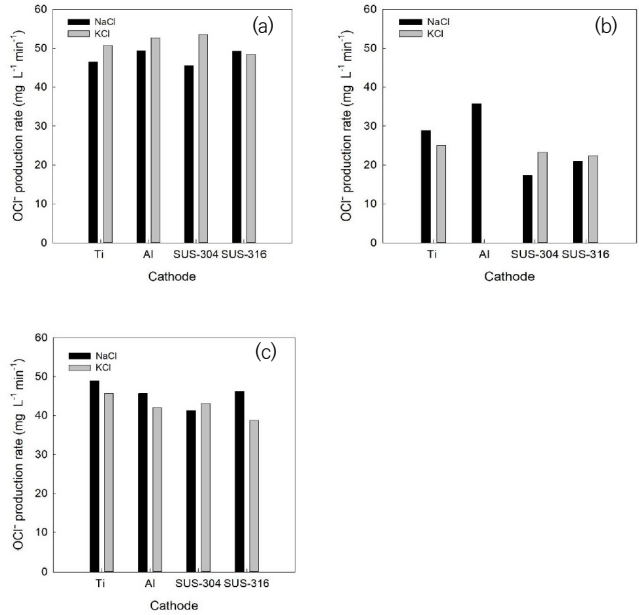 (a)
NaCl
KCl
OCl⁻ production rate (mg L⁻¹ min⁻¹)
60
50
40
30
20
10
0
Ti Al SUS-304 SUS-316
Cathode
(b)
NaCl
KCl
OCl⁻ production rate (mg L⁻¹ min⁻¹)
60
50
40
30
20
10
0
Ti Al SUS-304 SUS-316
Cathode
(c)
NaCl
KCl
OCl⁻ production rate (mg L⁻¹ min⁻¹)
60
50
40
30
20
10
0
Ti Al SUS-304 SUS-316
Cathode